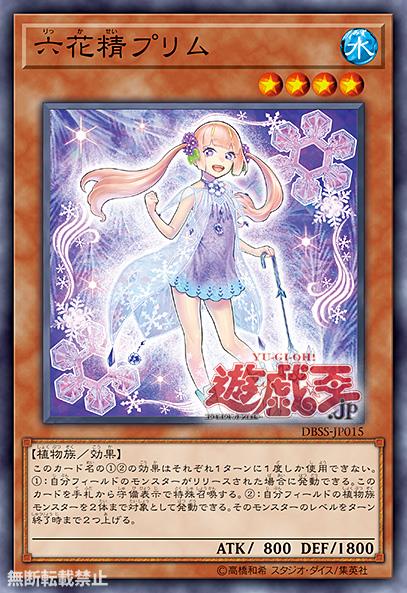 六花精プリム
りっかせい
水
YU-GI-OH!
遊戯王.jp
DBSS-JP015
【植物族/効果】
このカード名の①②の効果はそれぞれ1ターンに1度しか使用できない。
①:自分フィールドのモンスターがリリースされた場合に発動できる。この
カードを手札から守備表示で特殊召喚する。②:自分フィールドの植物族
モンスターを2体まで対象として発動できる。そのモンスターのレベルをターン
終了時まで2つ上げる。
ATK/ 800 DEF/1800
無断転載禁止
©高橋和希 スタジオ・ダイス/集英社